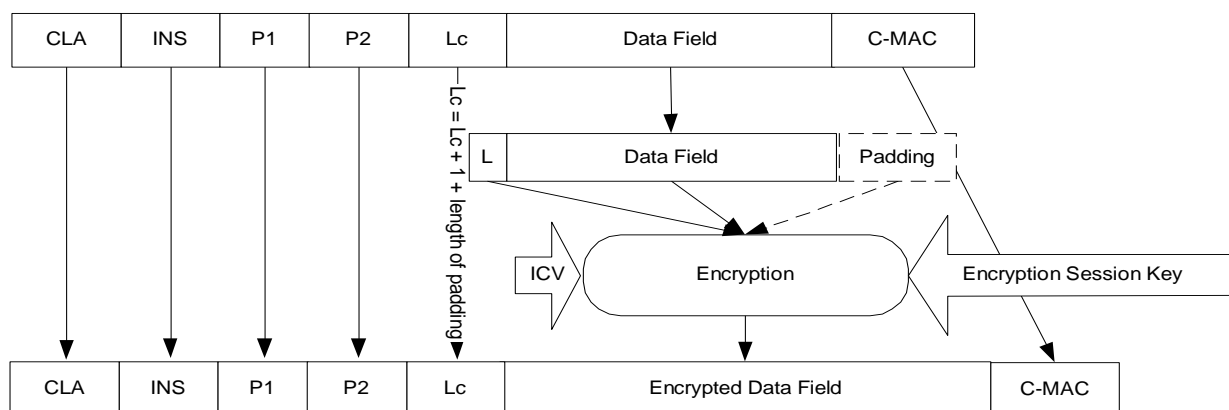 CLA INS P1 P2 Lc Data Field C-MAC
Lc = Lc + 1 + length of padding
L Data Field Padding
ICV Encryption Encryption Session Key
CLA INS P1 P2 Lc Encrypted Data Field C-MAC